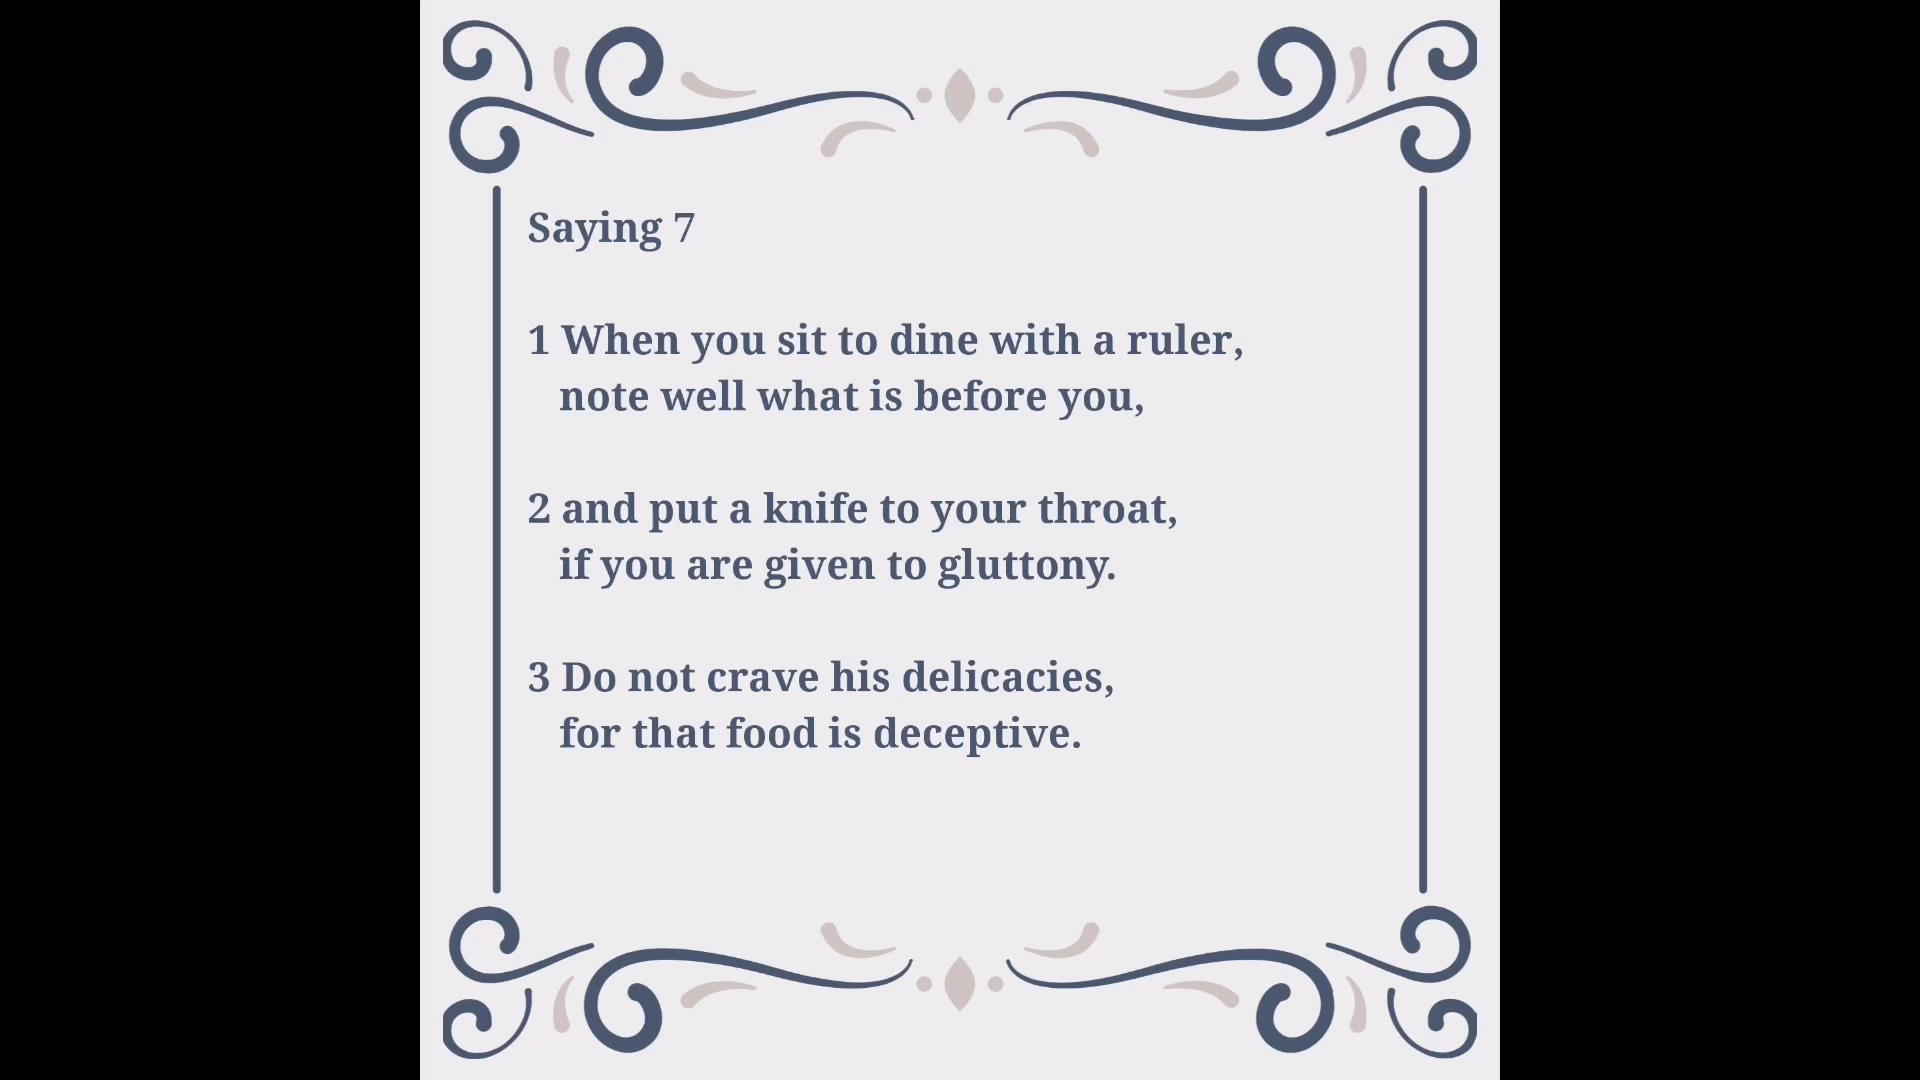 Saying 7
1 When you sit to dine with a ruler,
note well what is before you,
2 and put a knife to your throat,
if you are given to gluttony.
3 Do not crave his delicacies,
for that food is deceptive.